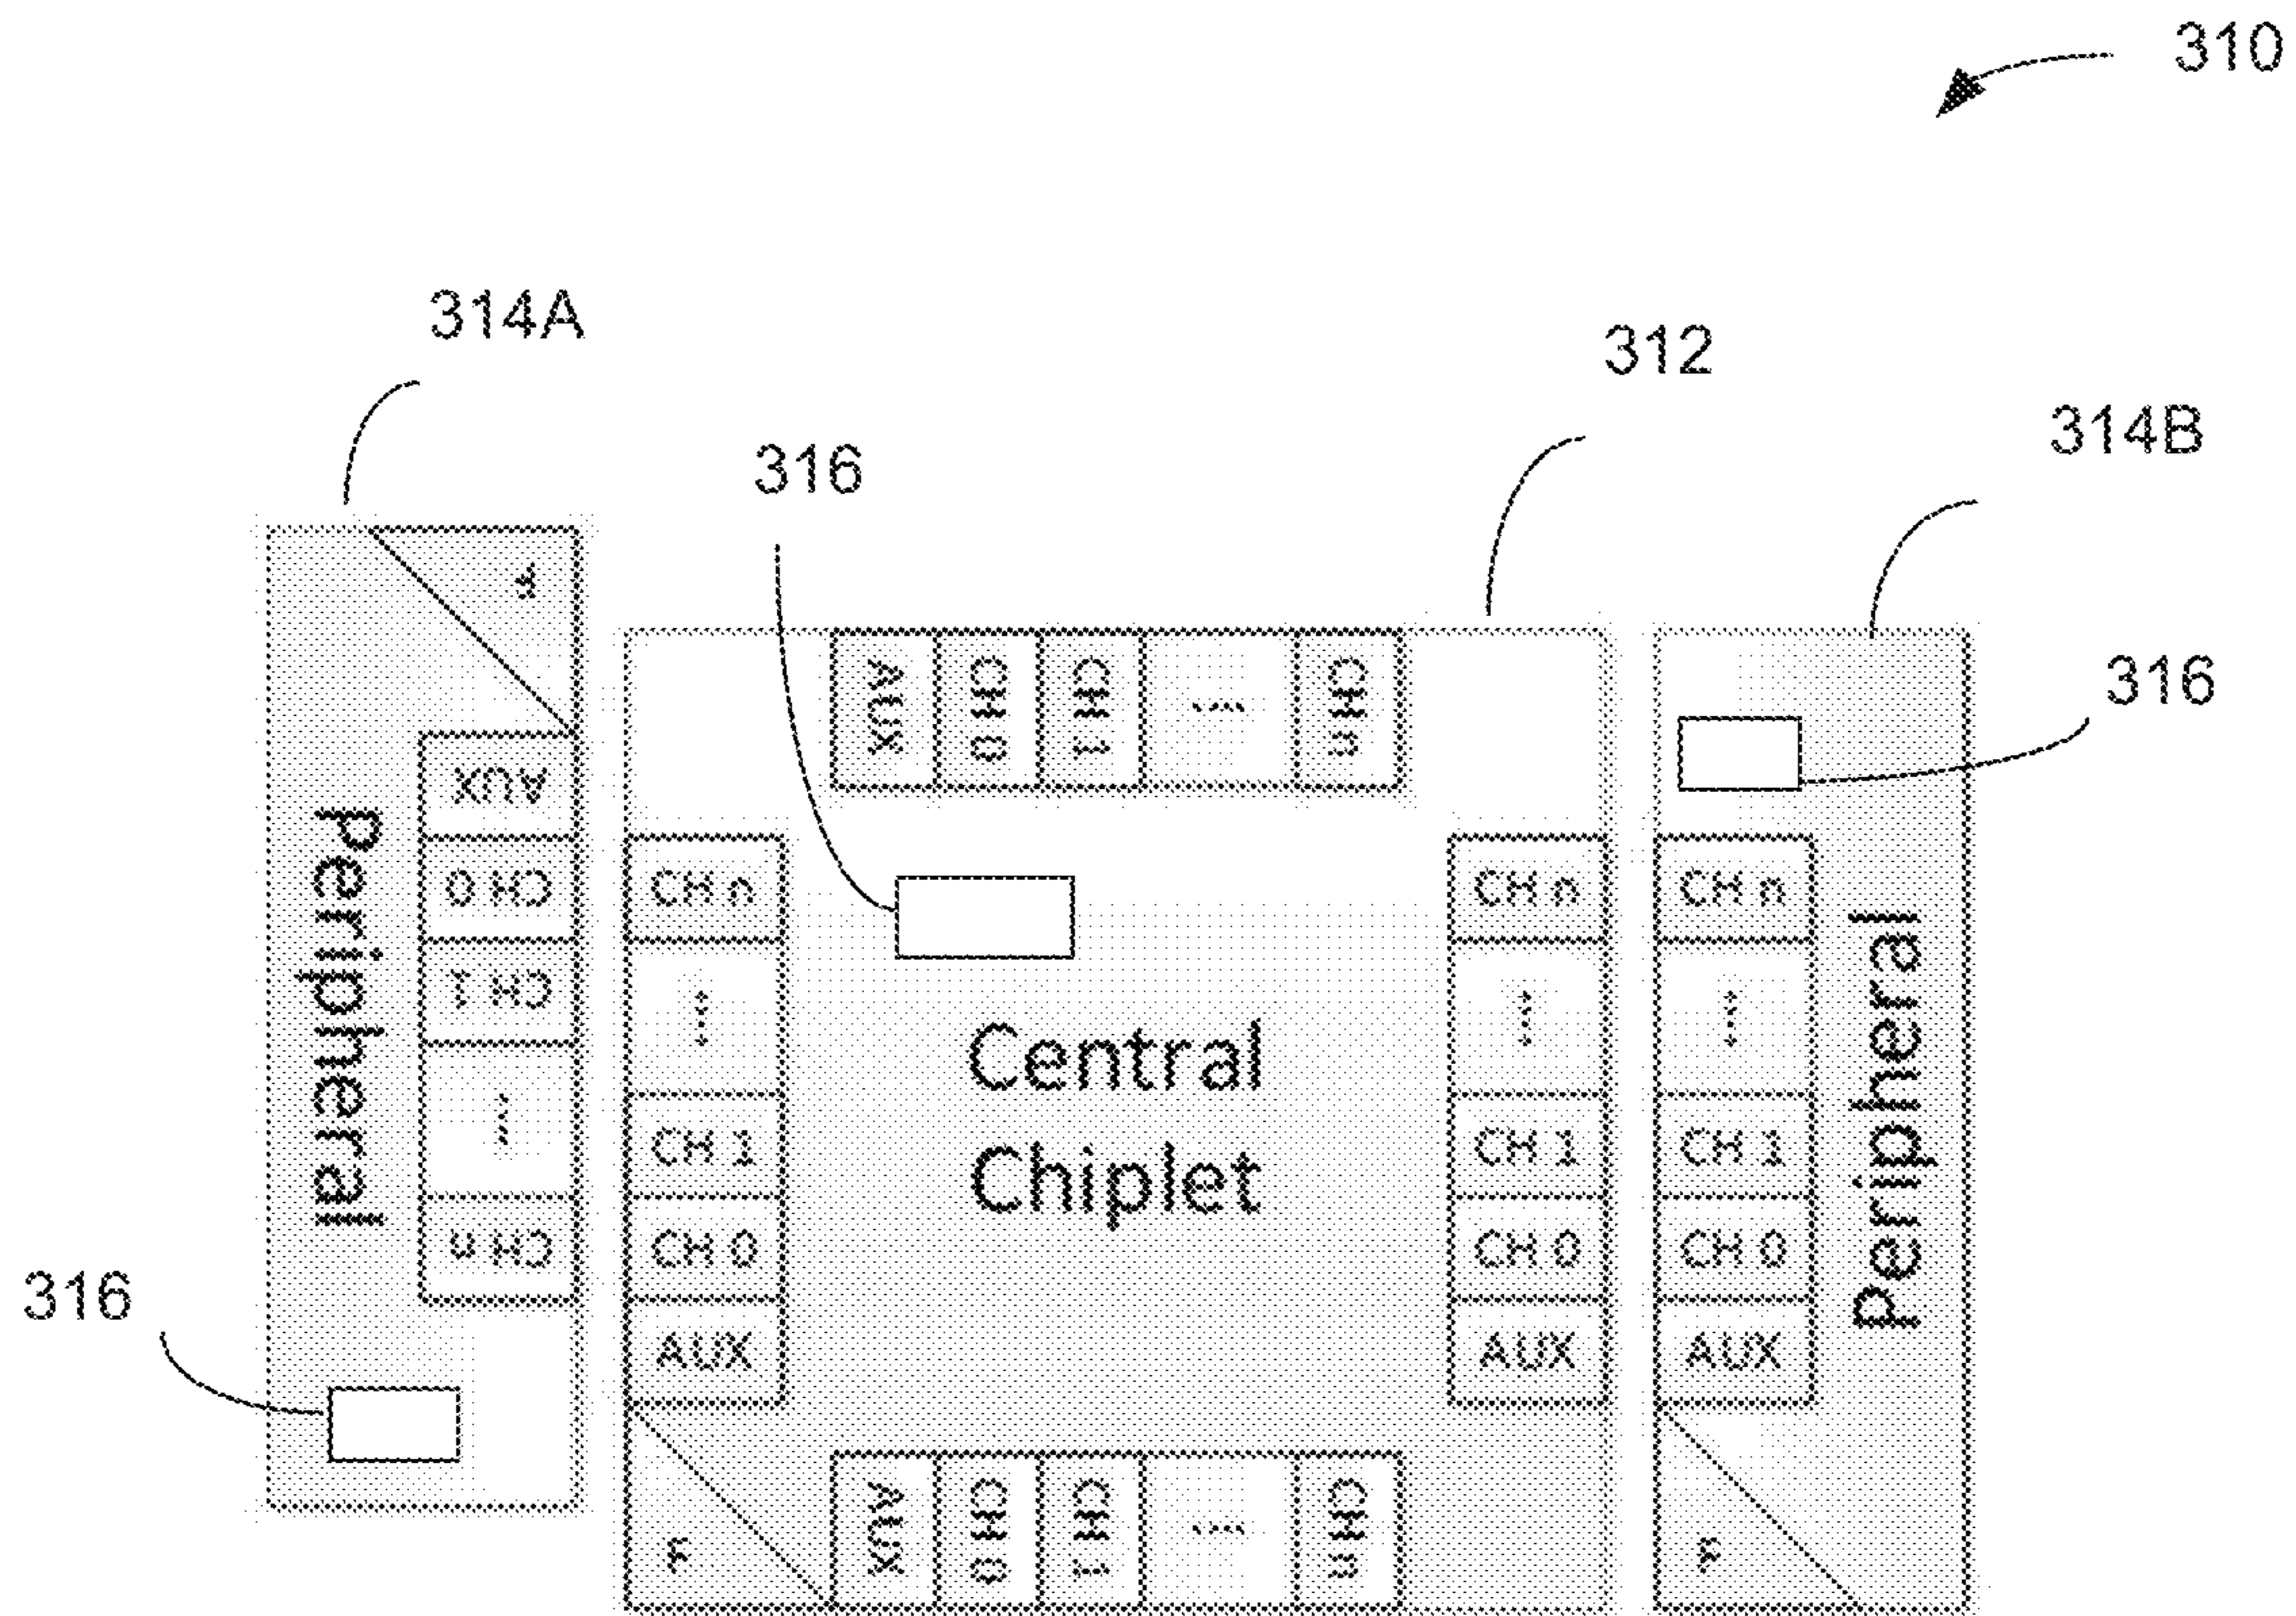 310
314A
312
314B
316
316
316
F
AUX
CH 0
CH 1
....
CH n
Peripheral
AUX
CH 0
CH 1
....
CH n
CH n
....
CH 1
CH 0
AUX
F
Central
Chiplet
CH n
....
CH 1
CH 0
AUX
AUX
CH 0
CH 1
....
CH n
CH n
....
CH 1
CH 0
AUX
F
Peripheral